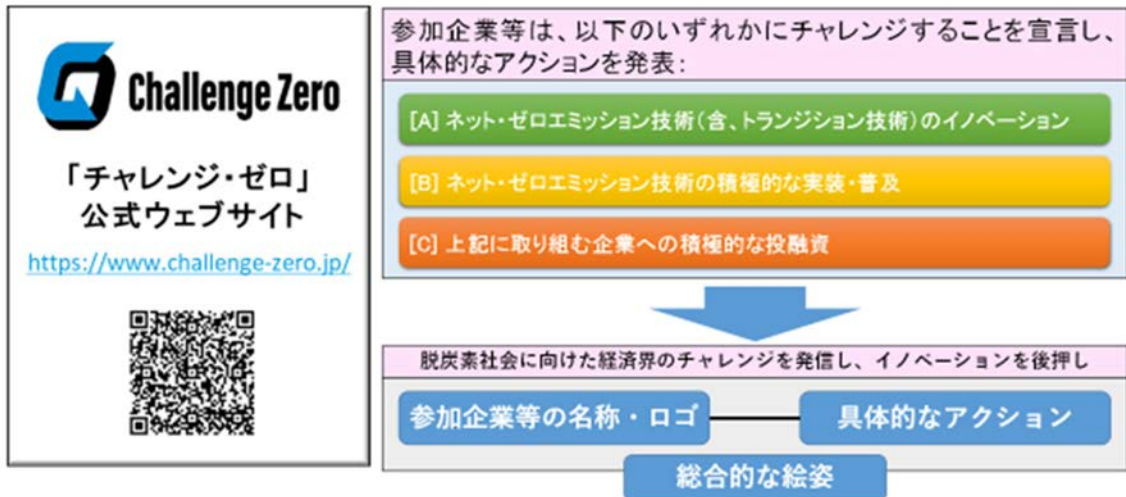 Challenge Zero
「チャレンジ・ゼロ」
公式ウェブサイト
https://www.challenge-zero.jp/
参加企業等は、以下のいずれかにチャレンジすることを宣言し、
具体的なアクションを発表：
[A] ネット・ゼロエミッション技術（含、トランジション技術）のイノベーション
[B] ネット・ゼロエミッション技術の積極的な実装・普及
[C] 上記に取り組む企業への積極的な投融資
脱炭素社会に向けた経済界のチャレンジを発信し、イノベーションを後押し
参加企業等の名称・ロゴ
具体的なアクション
総合的な絵姿